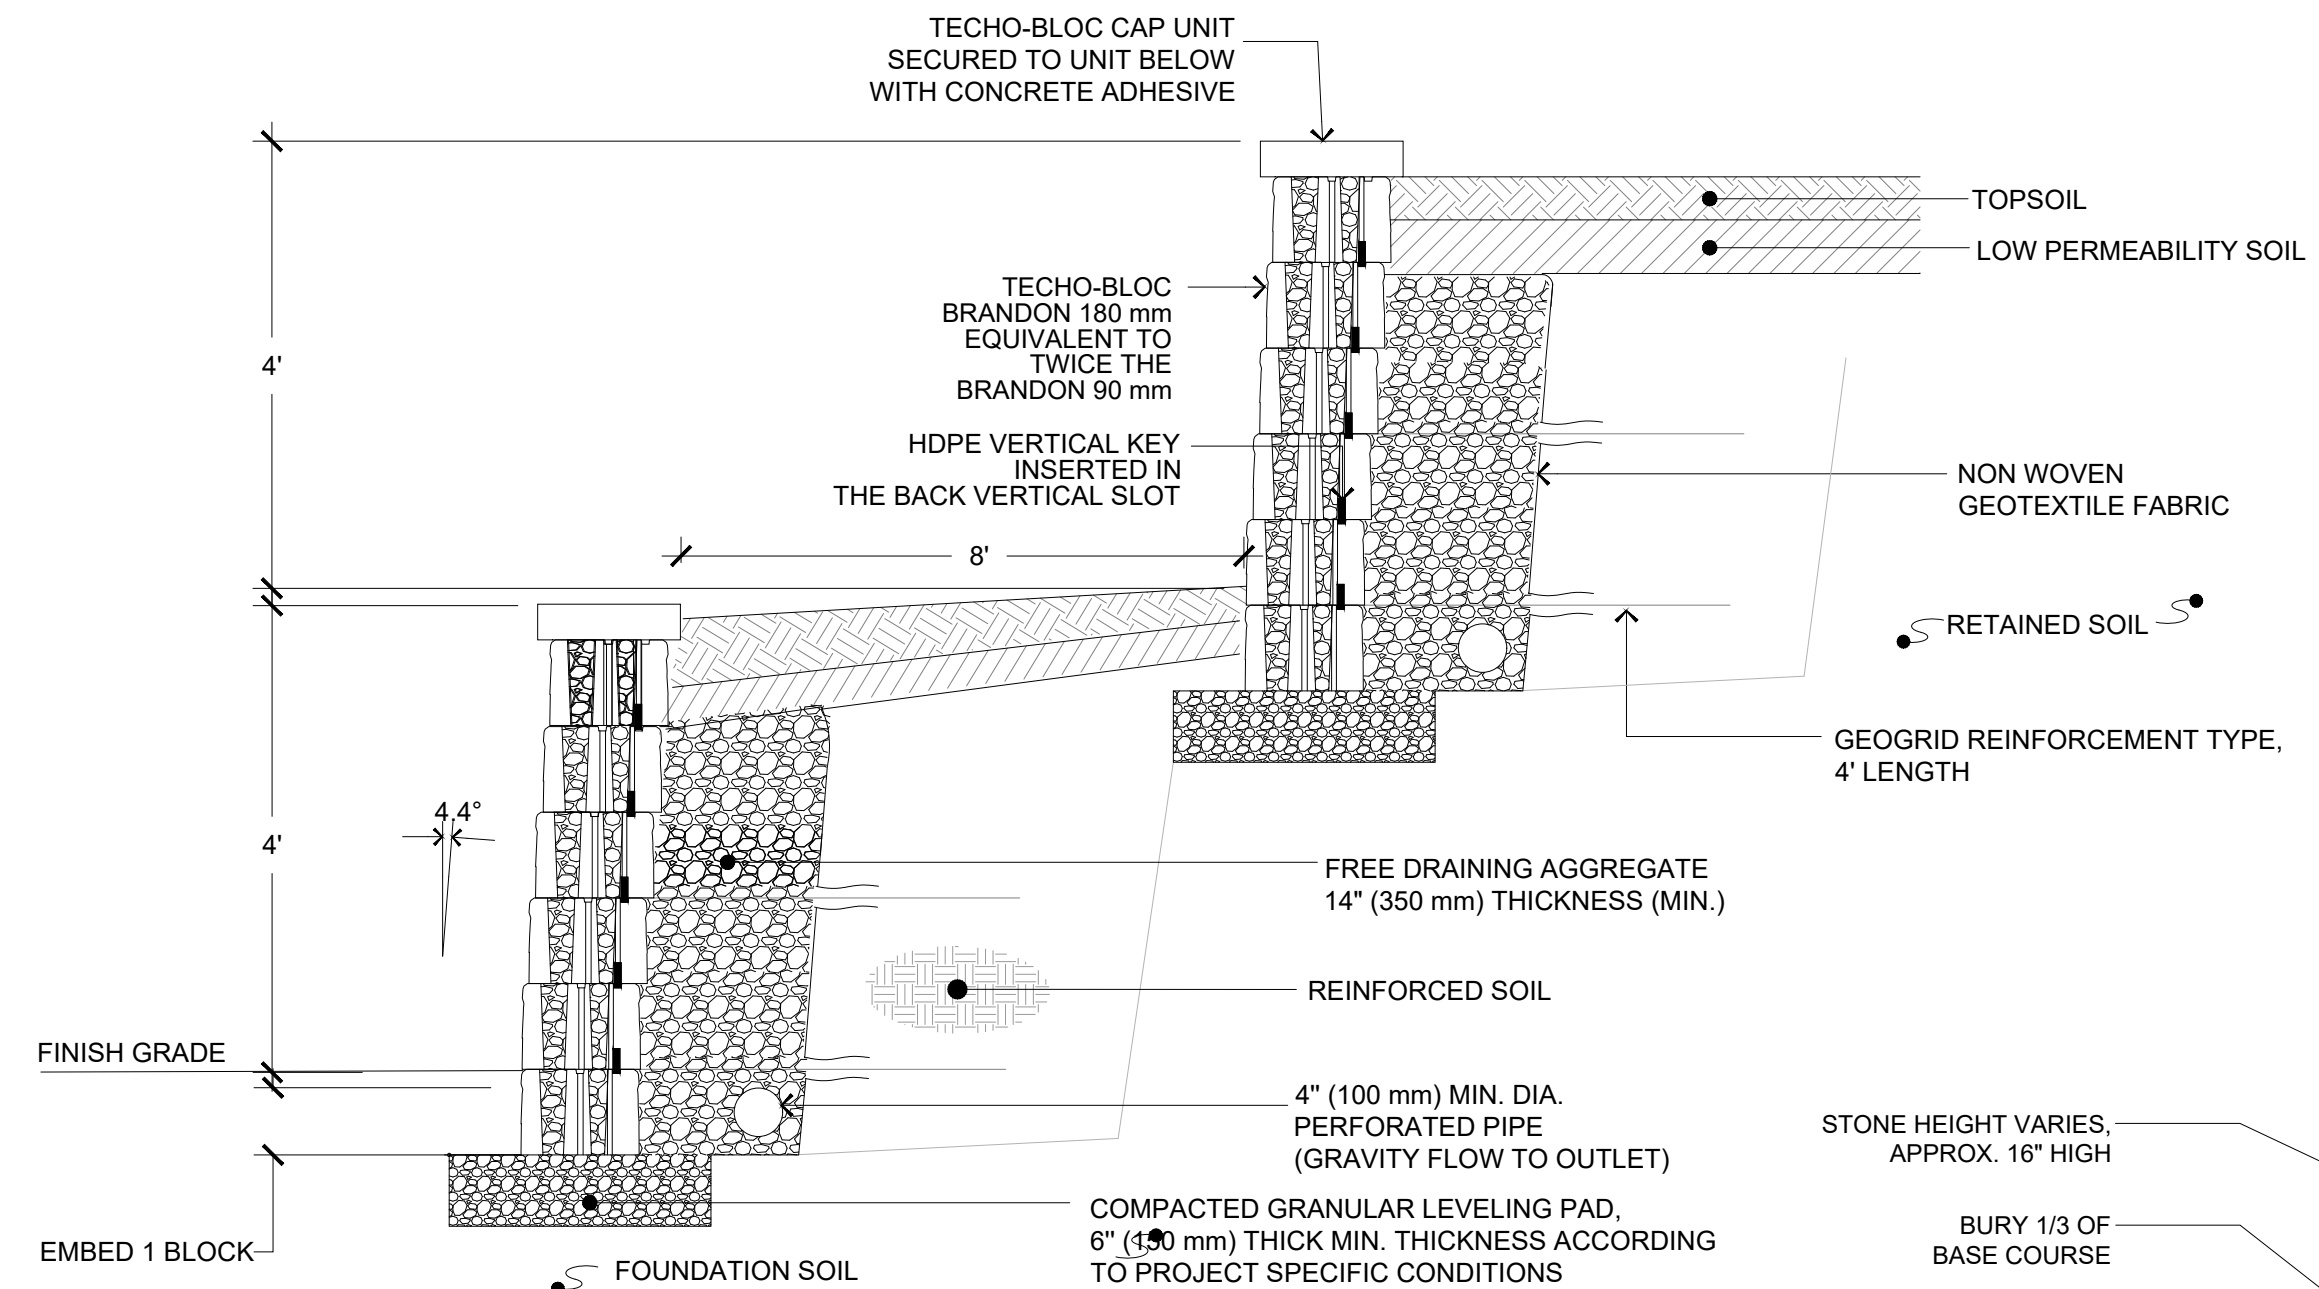 TECHO-BLOC CAP UNIT
SECURED TO UNIT BELOW
WITH CONCRETE ADHESIVE
TOPSOIL
LOW PERMEABILITY SOIL
TECHO-BLOC
BRANDON 180 mm
EQUIVALENT TO
TWICE THE
BRANDON 90 mm
4'
HDPE VERTICAL KEY
INSERTED IN
THE BACK VERTICAL SLOT
NON WOVEN
GEOTEXTILE FABRIC
8'
RETAINED SOIL
GEOGRID REINFORCEMENT TYPE,
4' LENGTH
4.4°
4'
FREE DRAINING AGGREGATE
14" (350 mm) THICKNESS (MIN.)
REINFORCED SOIL
FINISH GRADE
4" (100 mm) MIN. DIA.
PERFORATED PIPE
(GRAVITY FLOW TO OUTLET)
STONE HEIGHT VARIES,
APPROX. 16" HIGH
COMPACTED GRANULAR LEVELING PAD,
6" (150 mm) THICK MIN. THICKNESS ACCORDING
TO PROJECT SPECIFIC CONDITIONS
BURY 1/3 OF
BASE COURSE
EMBED 1 BLOCK
FOUNDATION SOIL